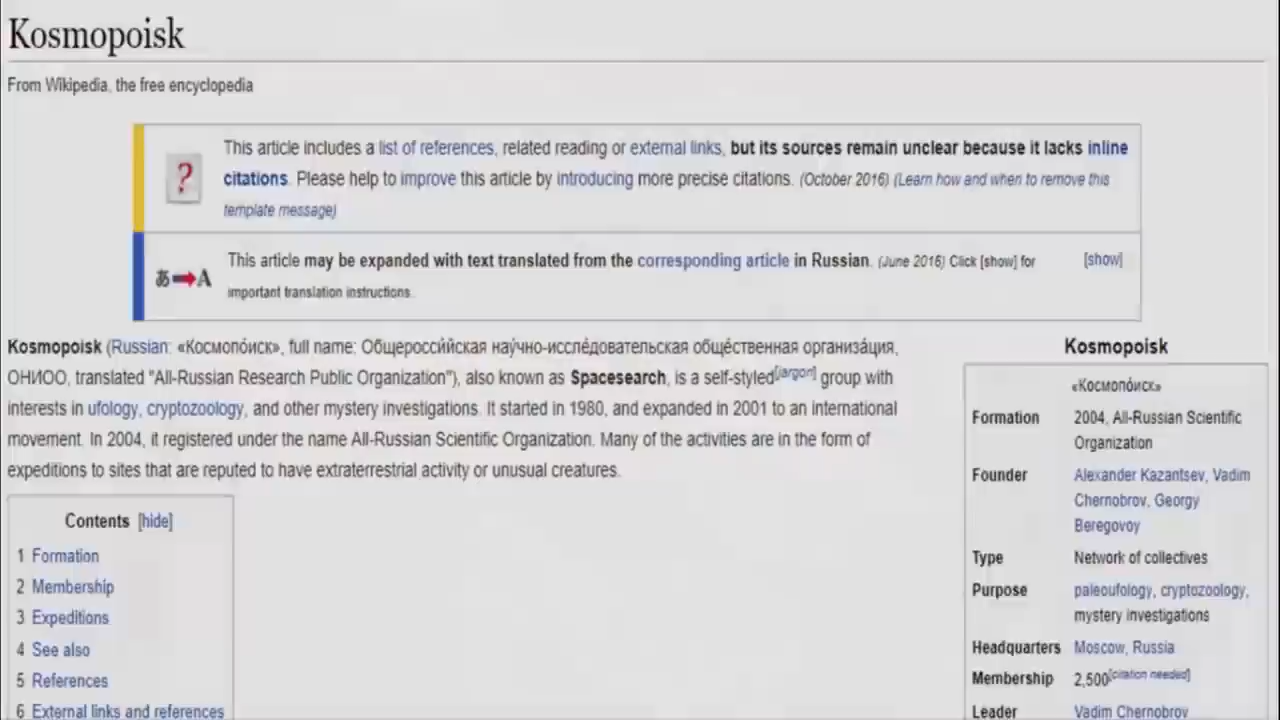 Kosmopoisk
From Wikipedia, the free encyclopedia
?
This article includes a list of references, related reading or external links, but its sources remain unclear because it lacks inline
citations. Please help to improve this article by introducing more precise citations. (October 2016) (Learn how and when to remove this
template message)
あ A
This article may be expanded with text translated from the corresponding article in Russian. (June 2016) Click [show] for
important translation instructions.
[show]
Kosmopoisk (Russian: «Космопо́иск», full name: Общеросси́йская нау́чно-иссле́довательская обще́ственная организа́ция,
ОНИОО, translated "All-Russian Research Public Organization"), also known as Spacesearch, is a self-styled[jargon] group with
interests in ufology, cryptozoology, and other mystery investigations. It started in 1980, and expanded in 2001 to an international
movement. In 2004, it registered under the name All-Russian Scientific Organization. Many of the activities are in the form of
expeditions to sites that are reputed to have extraterrestrial activity or unusual creatures.
Contents [hide]
1 Formation
2 Membership
3 Expeditions
4 See also
5 References
6 External links and references
Kosmopoisk
«Космопо́иск»
Formation 2004, All-Russian Scientific
Organization
Founder Alexander Kazantsev, Vadim
Chernobrov, Georgy
Beregovoy
Type Network of collectives
Purpose paleoufology, cryptozoology,
mystery investigations
Headquarters Moscow, Russia
Membership 2,500[citation needed]
Leader Vadim Chernobrov